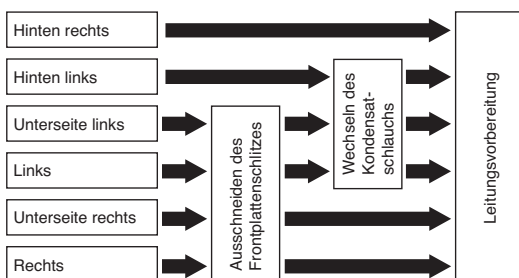 Hinten rechts
Hinten links
Unterseite links
Links
Unterseite rechts
Rechts
Ausschneiden des
Frontplattenschlitzes
Wechseln des
Kondensat-
schlauchs
Leitungsvorbereitung